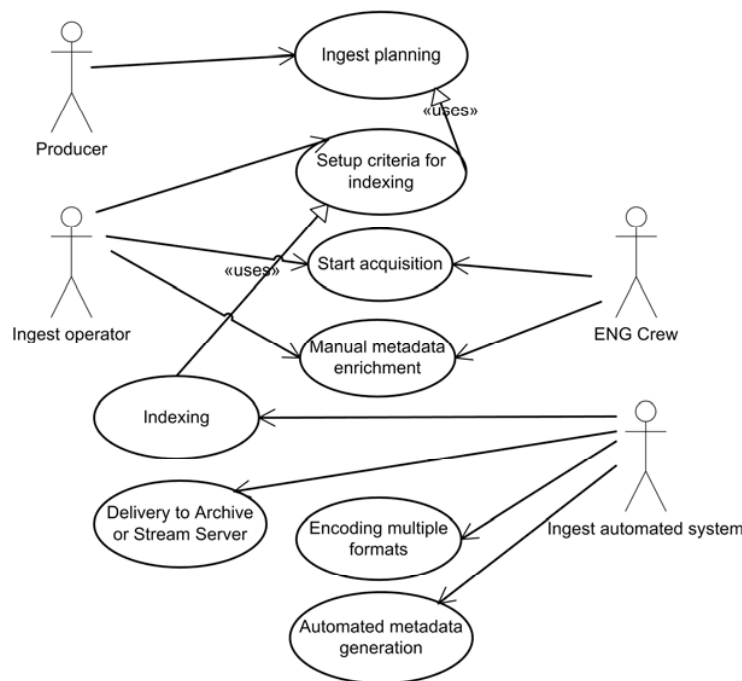 Ingest planning
«uses»
Producer
Setup criteria for
indexing
«uses»
Start acquisition
Ingest operator
ENG Crew
Manual metadata
enrichment
Indexing
Delivery to Archive
or Stream Server
Encoding multiple
formats
Ingest automated system
Automated metadata
generation